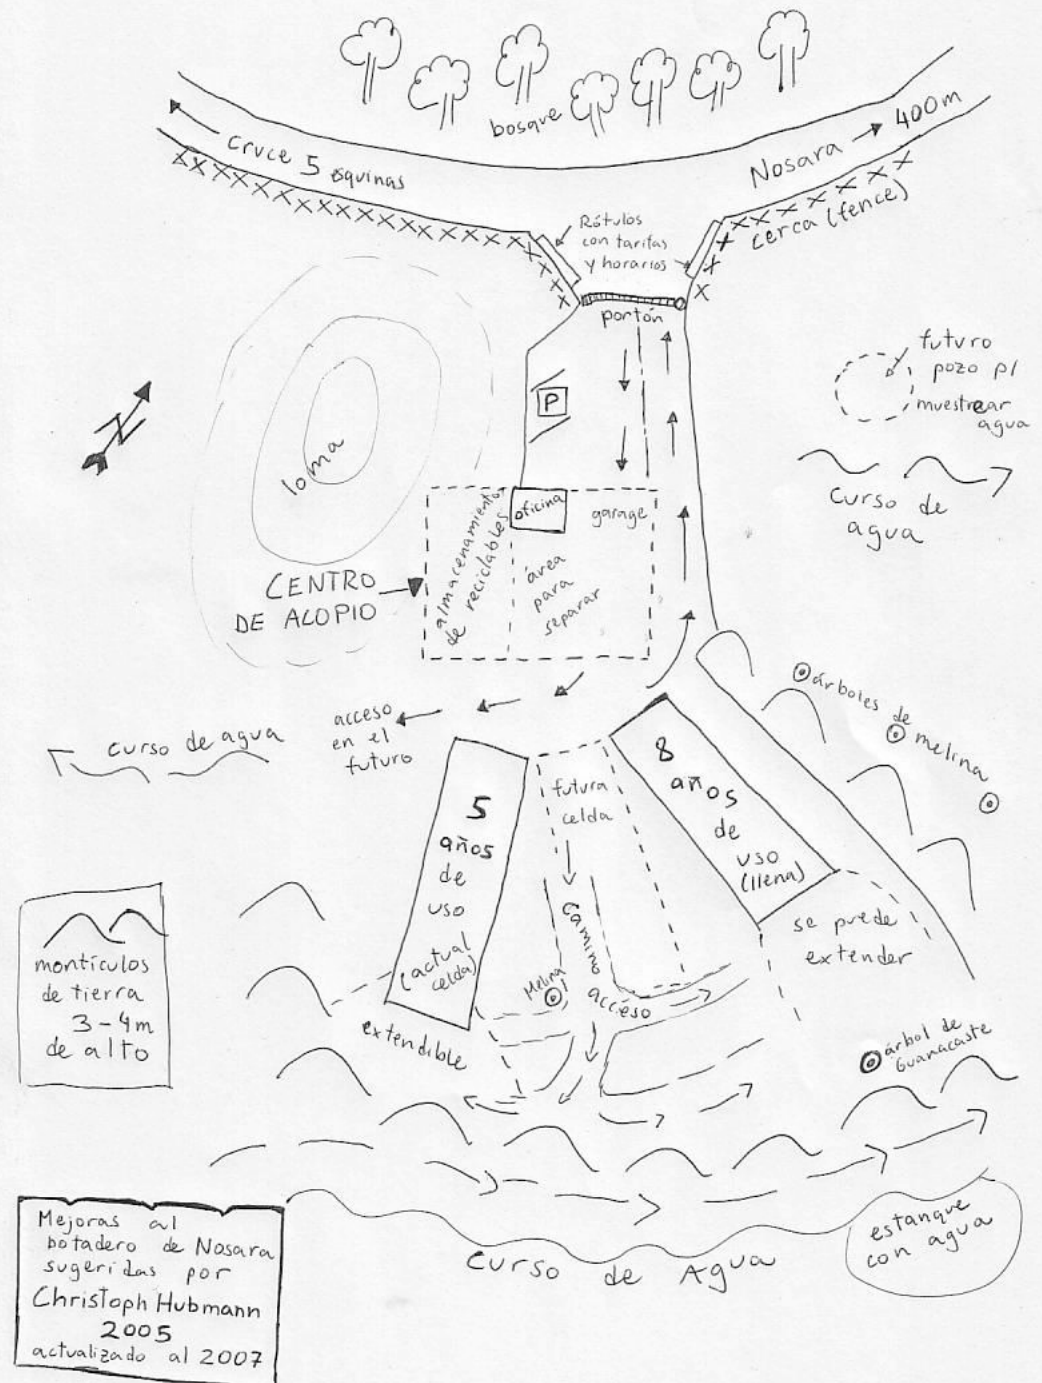 bosque
Cruce 5 esquinas
Nosara → 400m
cerca (fence)
Rótulos
con tarifas
y horarios
portón
futuro
pozo p/
muestrear
agua
curso de
agua
N
P
loma
oficina
garage
almacenamiento
de reciclables
área
para
separar
CENTRO
DE ACOPIO
árboles de
melina
acceso
en el
futuro
curso de agua
futura
celda
8
años
de
uso
(llena)
5
años
de
uso
(actual
celda)
se puede
extender
camino
acceso
Melina
extendible
montículos
de tierra
3-4m
de alto
árbol de
Guanacaste
estanque
con agua
Curso de Agua
Mejoras al
botadero de Nosara
sugeridas por
Christoph Hubmann
2005
actualizado al 2007